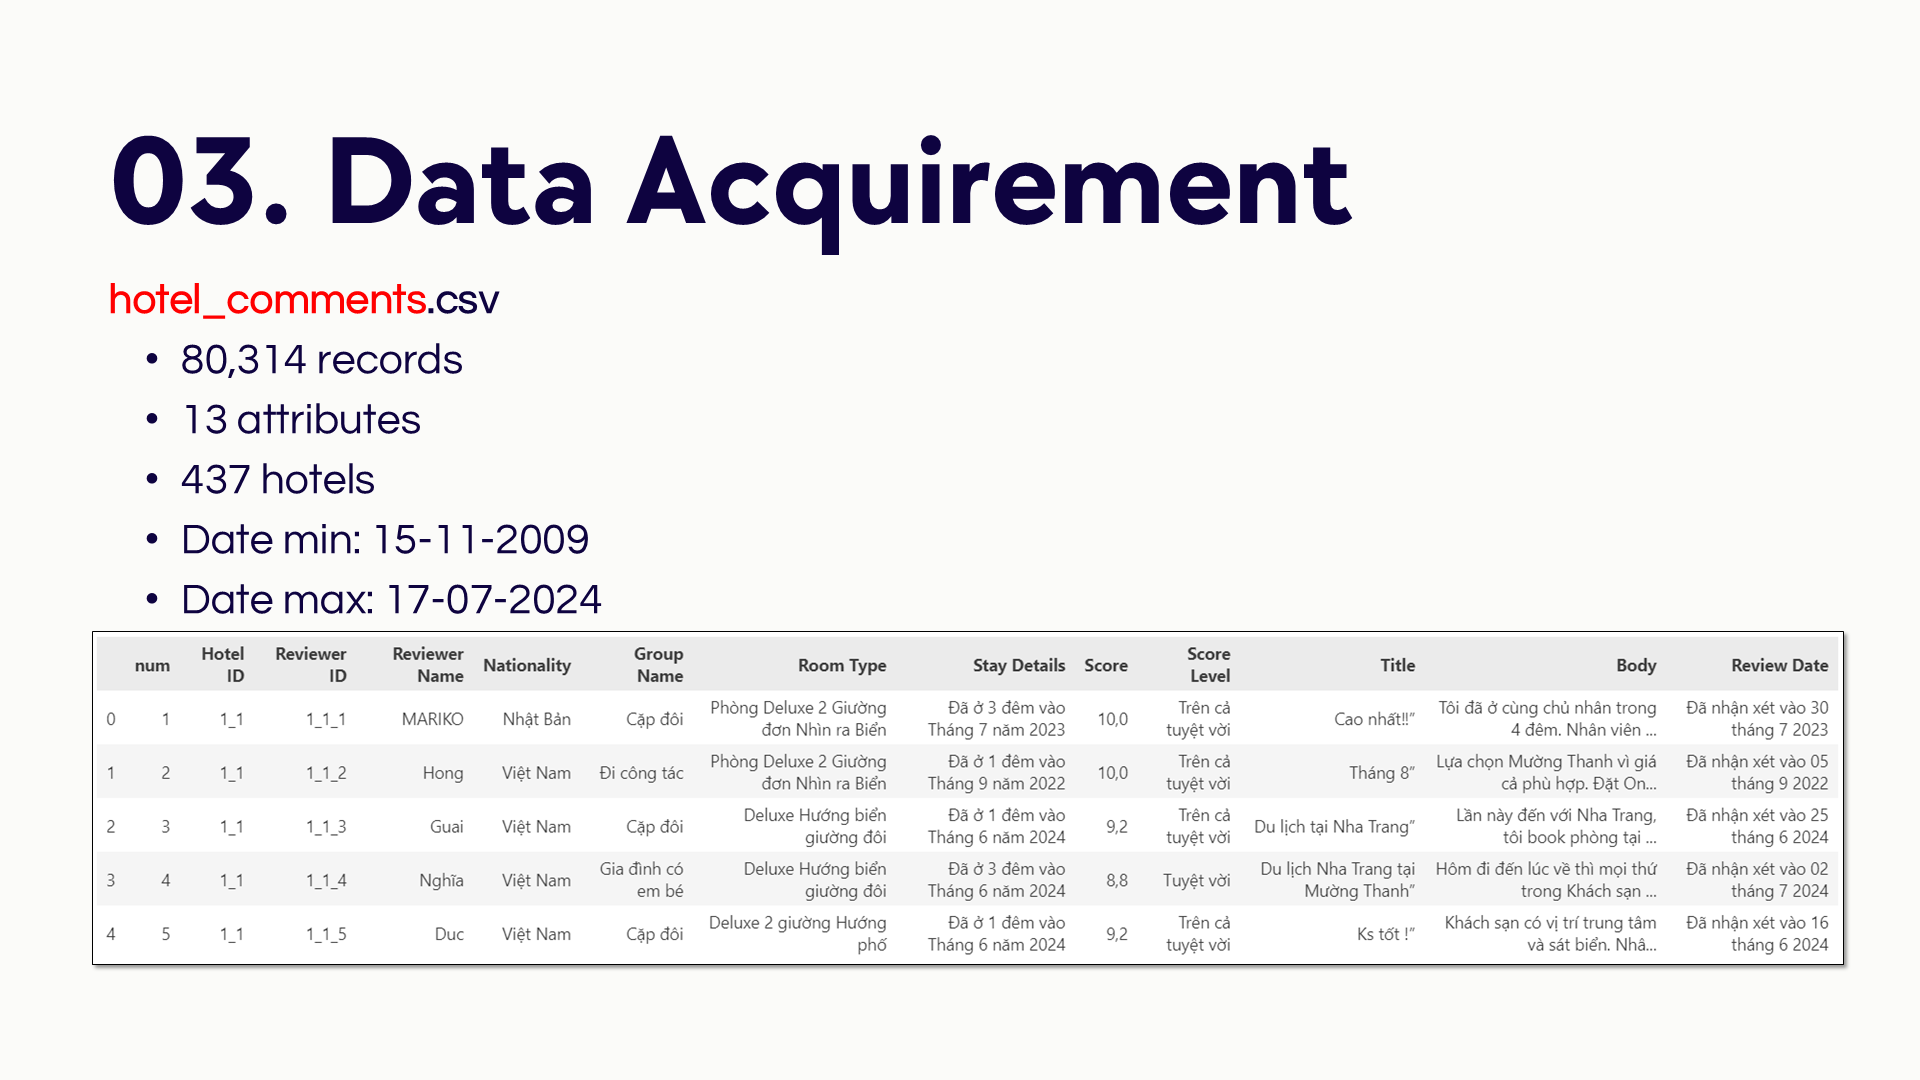 03. Data Acquirement
hotel_comments.csv
• 80,314 records
• 13 attributes
• 437 hotels
• Date min: 15-11-2009
• Date max: 17-07-2024
num Hotel ID Reviewer ID Reviewer Name Nationality Group Name Room Type Stay Details Score Score Level Title Body Review Date
0 1 1_1 1_1_1 MARIKO Nhật Bản Cặp đôi Phòng Deluxe 2 Giường đơn Nhìn ra Biển Đã ở 3 đêm vào Tháng 7 năm 2023 10,0 Trên cả tuyệt vời Cao nhất!!” Tôi đã ở cùng chủ nhân trong 4 đêm. Nhân viên ... Đã nhận xét vào 30 tháng 7 2023
1 2 1_1 1_1_2 Hong Việt Nam Đi công tác Phòng Deluxe 2 Giường đơn Nhìn ra Biển Đã ở 1 đêm vào Tháng 9 năm 2022 10,0 Trên cả tuyệt vời Tháng 8” Lựa chọn Mường Thanh vì giá cả phù hợp. Đặt On... Đã nhận xét vào 05 tháng 9 2022
2 3 1_1 1_1_3 Guai Việt Nam Cặp đôi Deluxe Hướng biển giường đôi Đã ở 1 đêm vào Tháng 6 năm 2024 9,2 Trên cả tuyệt vời Du lịch tại Nha Trang” Lần này đến với Nha Trang, tôi book phòng tại ... Đã nhận xét vào 25 tháng 6 2024
3 4 1_1 1_1_4 Nghĩa Việt Nam Gia đình có em bé Deluxe Hướng biển giường đôi Đã ở 3 đêm vào Tháng 6 năm 2024 8,8 Tuyệt vời Du lịch Nha Trang tại Mường Thanh” Hôm đi đến lúc về thì mọi thứ trong Khách sạn ... Đã nhận xét vào 02 tháng 7 2024
4 5 1_1 1_1_5 Duc Việt Nam Cặp đôi Deluxe 2 giường Hướng phố Đã ở 1 đêm vào Tháng 6 năm 2024 9,2 Trên cả tuyệt vời Ks tốt !” Khách sạn có vị trí trung tâm và sát biển. Nhâ... Đã nhận xét vào 16 tháng 6 2024